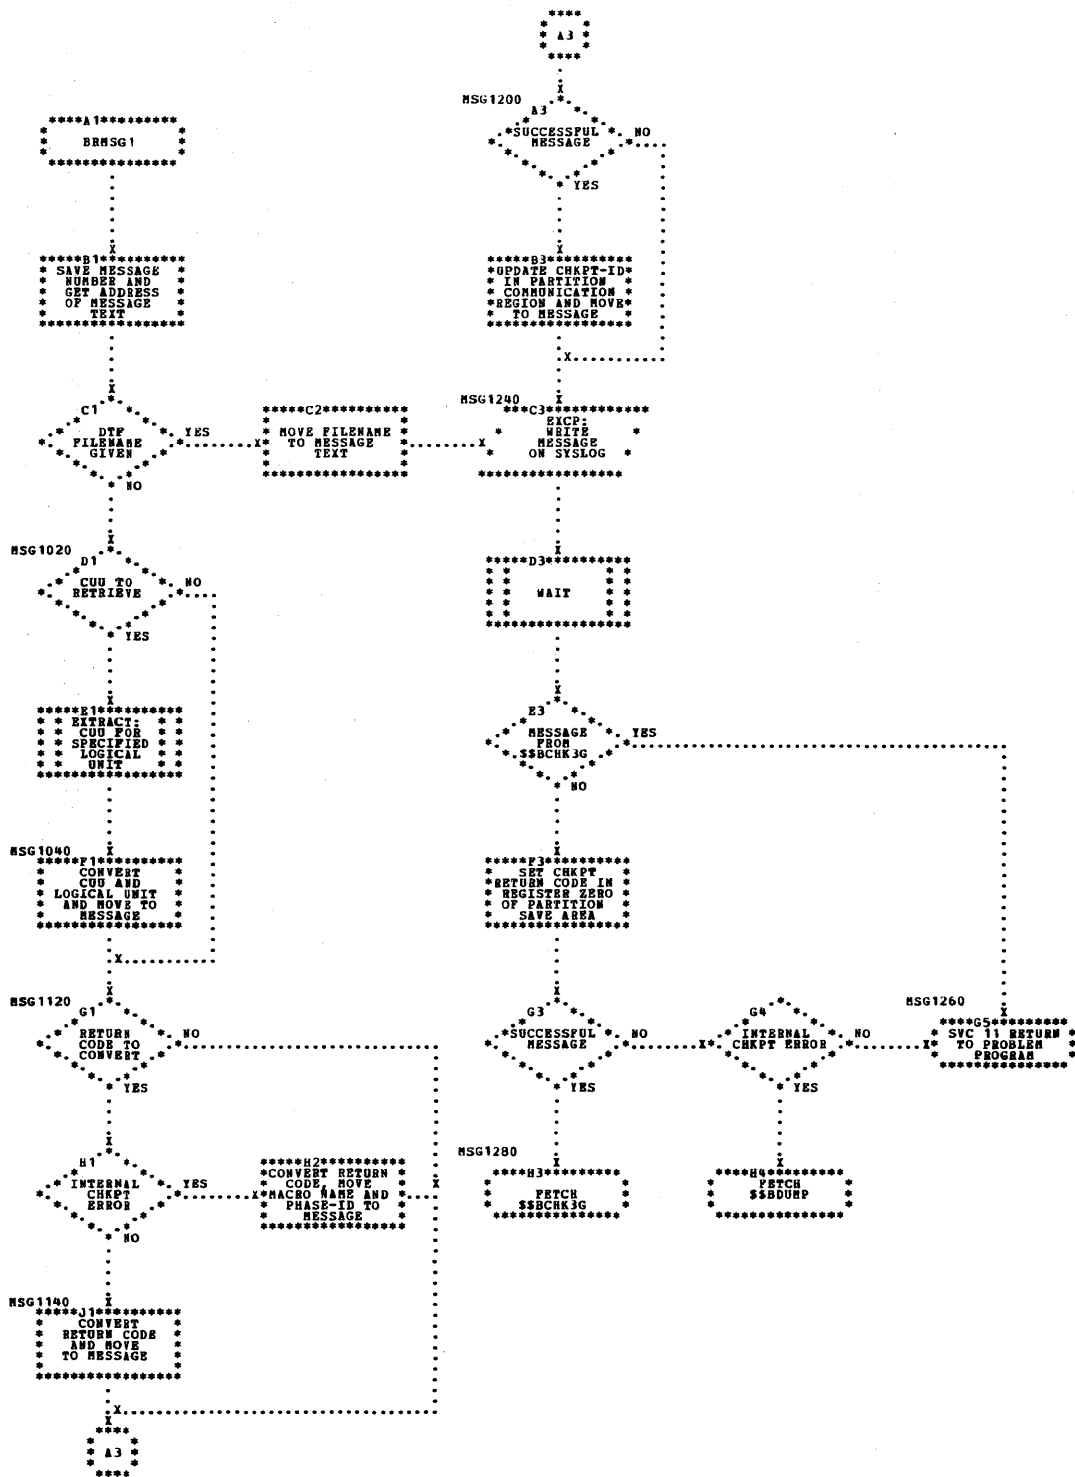 A3
MSG1200
A3
SUCCESSFUL
MESSAGE
NO
YES
A1
BRMSG1
B1
SAVE MESSAGE
NUMBER AND
GET ADDRESS
OF MESSAGE
TEXT
B3
UPDATE CHKPT-ID
IN PARTITION
COMMUNICATION
REGION AND MOVE
TO MESSAGE
C1
DTF
FILENAME
GIVEN
YES
NO
C2
MOVE FILENAME
TO MESSAGE
TEXT
MSG1240
C3
EXCP:
WRITE
MESSAGE
ON SYSLOG
MSG1020
D1
CUU TO
RETRIEVE
NO
YES
D3
WAIT
E1
EXTRACT:
CUU FOR
SPECIFIED
LOGICAL
UNIT
E3
MESSAGE
FROM
$$BCHK3G
YES
NO
MSG1040
F1
CONVERT
CUU AND
LOGICAL UNIT
AND MOVE TO
MESSAGE
F3
SET CHKPT
RETURN CODE IN
REGISTER ZERO
OF PARTITION
SAVE AREA
MSG1120
G1
RETURN
CODE TO
CONVERT
NO
YES
G3
SUCCESSFUL
MESSAGE
NO
YES
G4
INTERNAL
CHKPT ERROR
NO
YES
MSG1260
G5
SVC 11 RETURN
TO PROBLEM
PROGRAM
H1
INTERNAL
CHKPT
ERROR
YES
NO
H2
CONVERT RETURN
CODE, MOVE
MACRO NAME AND
PHASE-ID TO
MESSAGE
MSG1280
H3
FETCH
$$BCHK3G
H4
FETCH
$$BDUMP
MSG1140
J1
CONVERT
RETURN CODE
AND MOVE
TO MESSAGE
A3